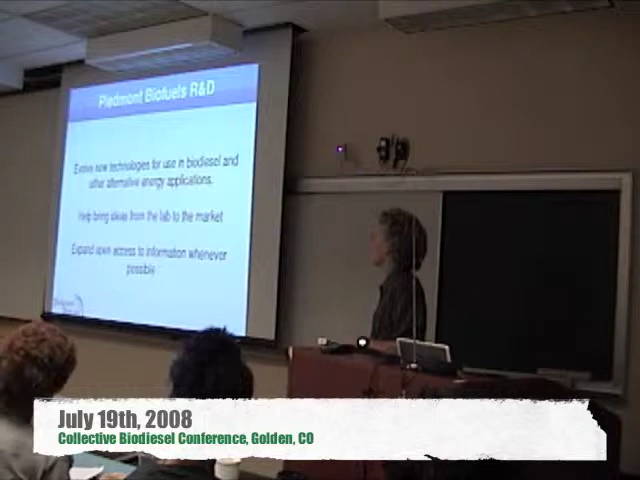 Piedmont Biofuels R&D
Evolve new technologies for use in biodiesel and
other alternative energy applications.
Help bring ideas from the lab to the market
Expand open access to information whenever
possible
July 19th, 2008
Collective Biodiesel Conference, Golden, CO